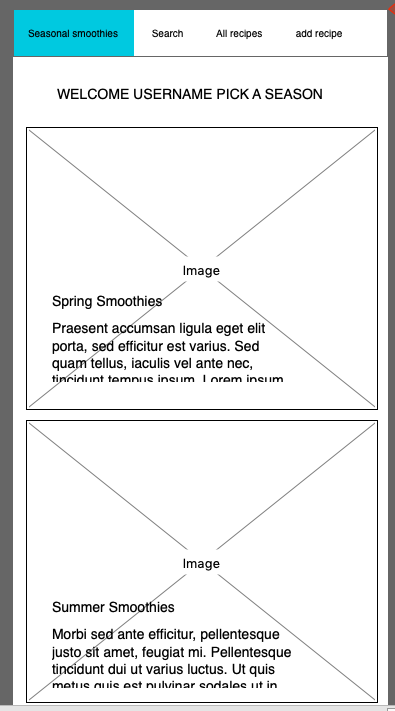 Seasonal smoothies Search All recipes add recipe
WELCOME USERNAME PICK A SEASON
Image
Spring Smoothies
Praesent accumsan ligula eget elit
porta, sed efficitur est varius. Sed
quam tellus, iaculis vel ante nec,
tincidunt tempus ipsum. Lorem ipsum
Image
Summer Smoothies
Morbi sed ante efficitur, pellentesque
justo sit amet, feugiat mi. Pellentesque
tincidunt dui ut varius luctus. Ut quis
metus quis est pulvinar sodales ut in